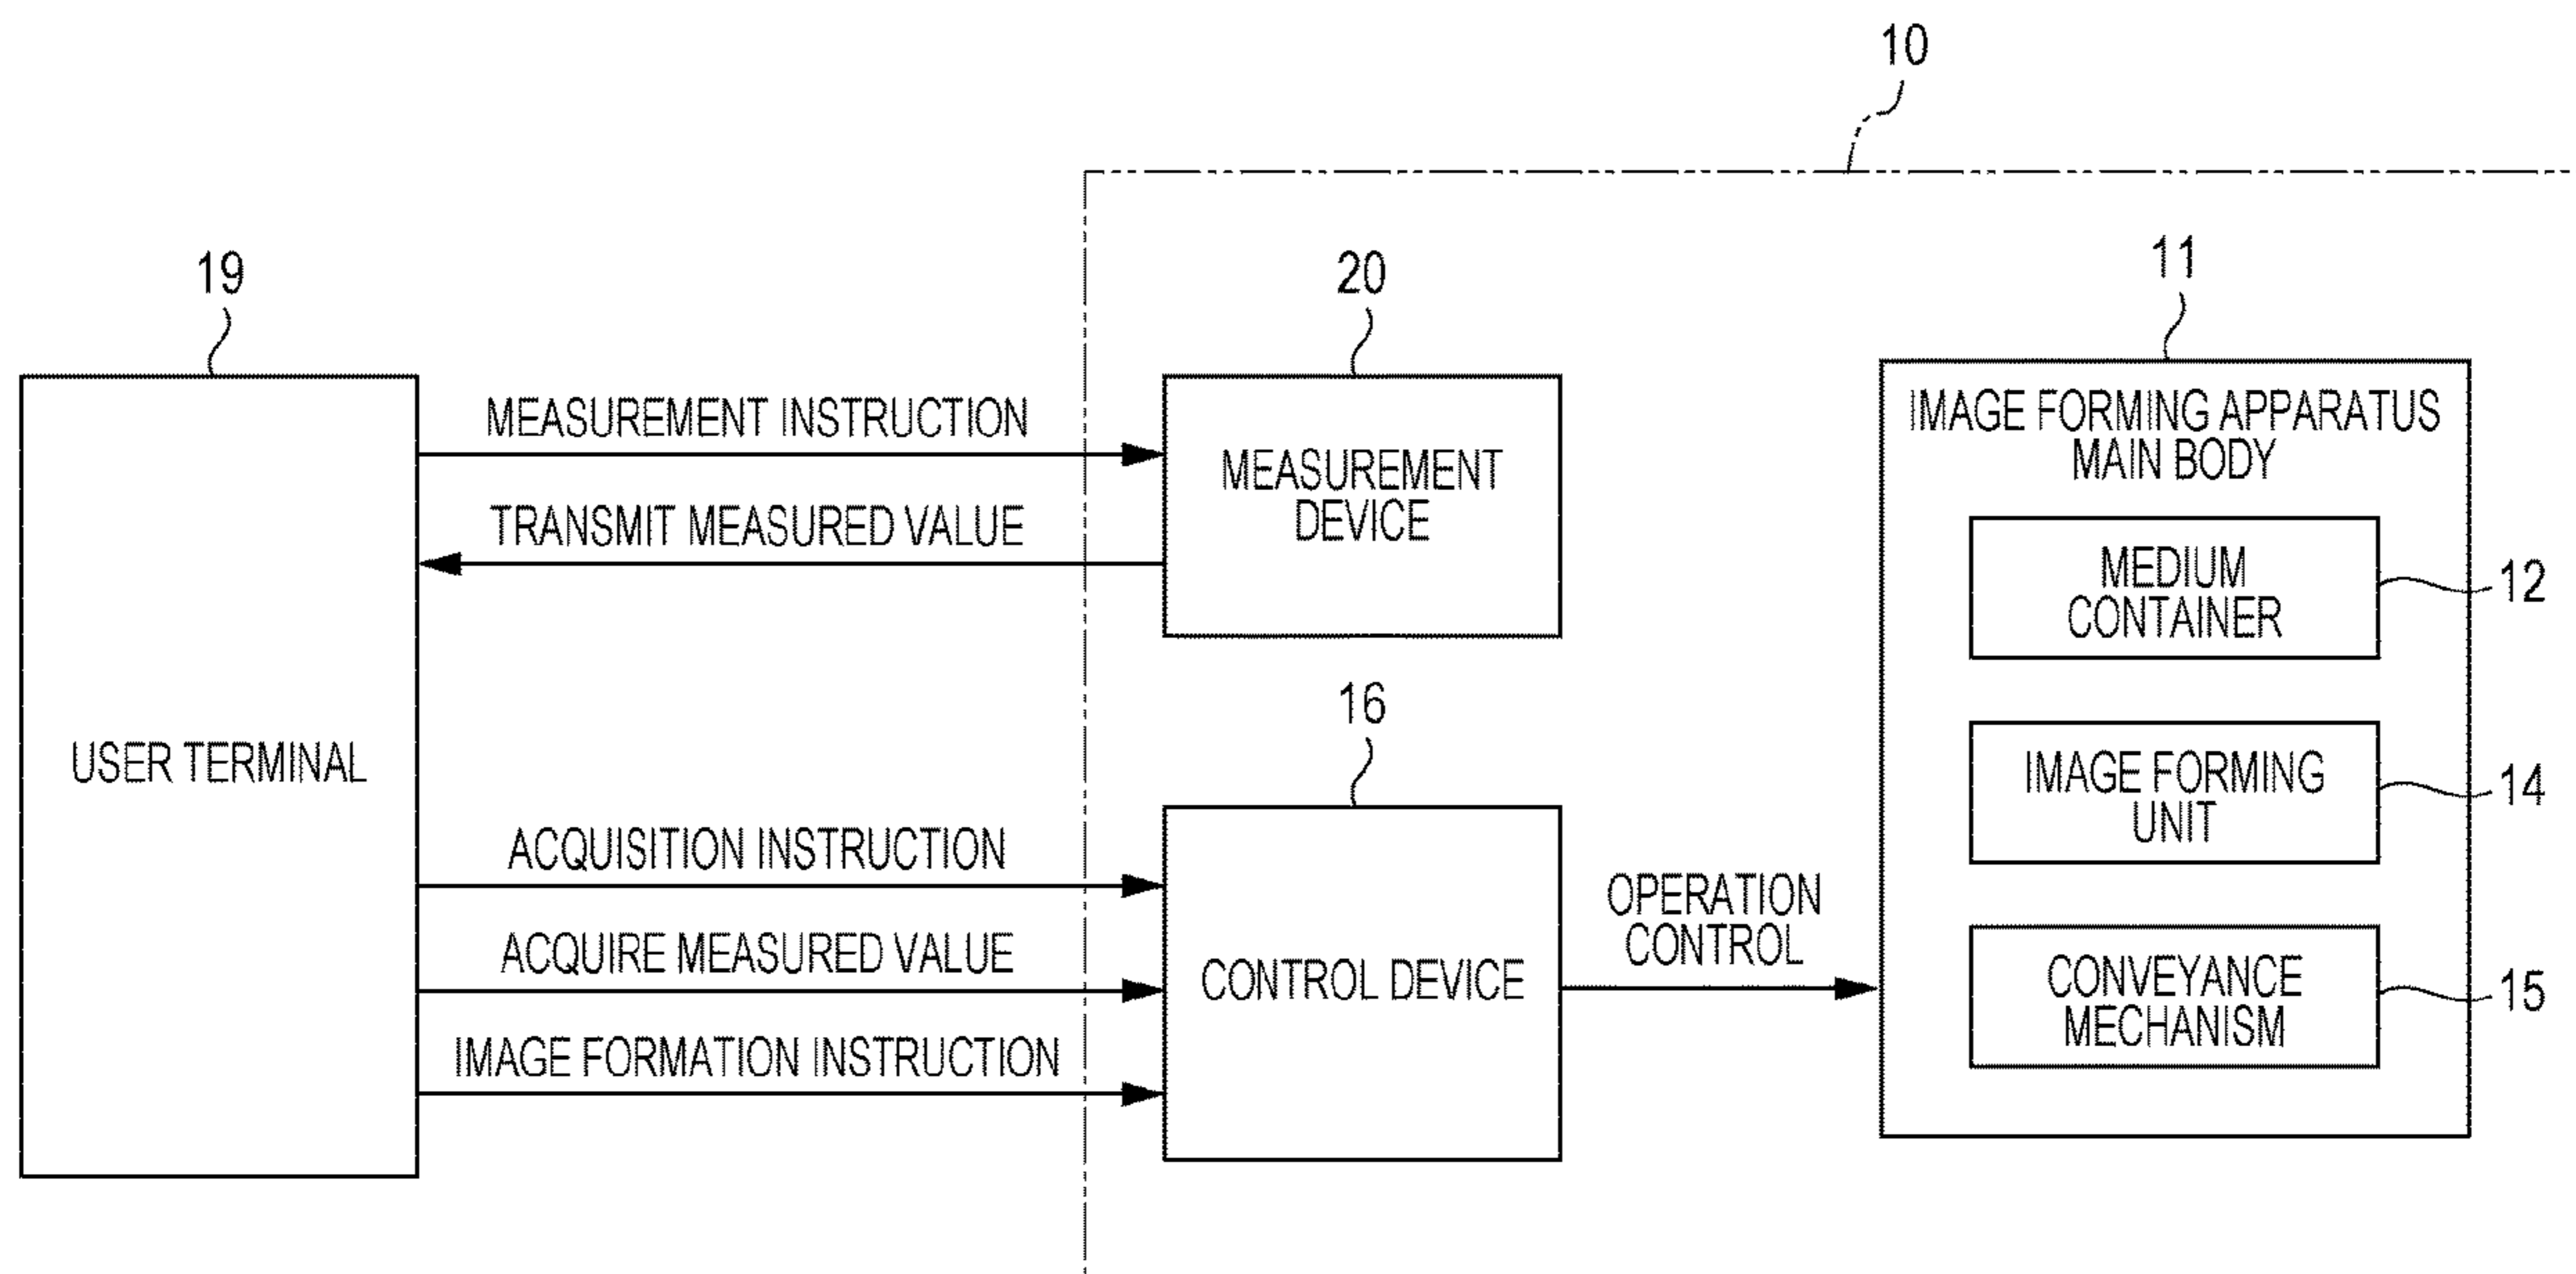 10
19
20
11
MEASUREMENT INSTRUCTION
TRANSMIT MEASURED VALUE
MEASUREMENT
DEVICE
IMAGE FORMING APPARATUS
MAIN BODY
MEDIUM
CONTAINER
12
16
USER TERMINAL
IMAGE FORMING
UNIT
14
ACQUISITION INSTRUCTION
ACQUIRE MEASURED VALUE
IMAGE FORMATION INSTRUCTION
CONTROL DEVICE
OPERATION
CONTROL
CONVEYANCE
MECHANISM
15